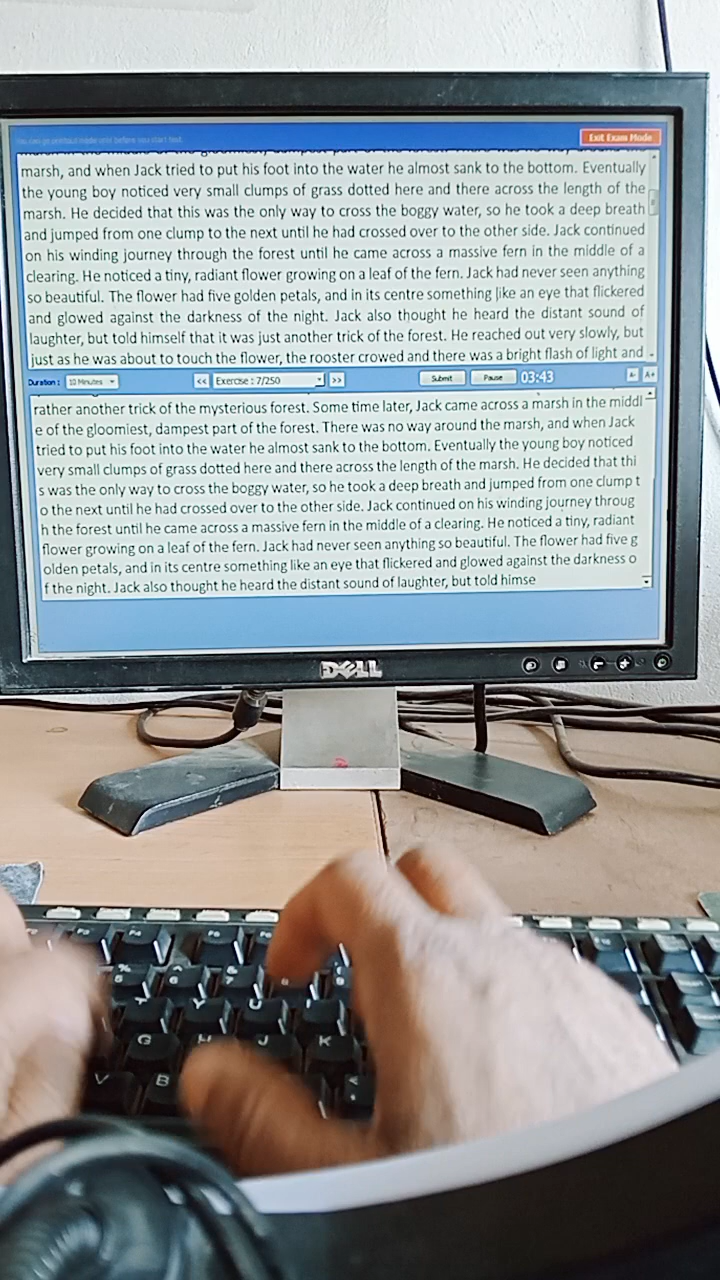 You can go without inside unit before you start test.
Exit Exam Mode
marsh, and when Jack tried to put his foot into the water he almost sank to the bottom. Eventually
the young boy noticed very small clumps of grass dotted here and there across the length of the
marsh. He decided that this was the only way to cross the boggy water, so he took a deep breath
and jumped from one clump to the next until he had crossed over to the other side. Jack continued
on his winding journey through the forest until he came across a massive fern in the middle of a
clearing. He noticed a tiny, radiant flower growing on a leaf of the fern. Jack had never seen anything
so beautiful. The flower had five golden petals, and in its centre something like an eye that flickered
and glowed against the darkness of the night. Jack also thought he heard the distant sound of
laughter, but told himself that it was just another trick of the forest. He reached out very slowly, but
just as he was about to touch the flower, the rooster crowed and there was a bright flash of light and
Duration : 10 Minutes << Exercise : 7/250 >> Submit Pause 03:43 A- A+
rather another trick of the mysterious forest. Some time later, Jack came across a marsh in the middl
e of the gloomiest, dampest part of the forest. There was no way around the marsh, and when Jack
tried to put his foot into the water he almost sank to the bottom. Eventually the young boy noticed
very small clumps of grass dotted here and there across the length of the marsh. He decided that thi
s was the only way to cross the boggy water, so he took a deep breath and jumped from one clump t
o the next until he had crossed over to the other side. Jack continued on his winding journey throug
h the forest until he came across a massive fern in the middle of a clearing. He noticed a tiny, radiant
flower growing on a leaf of the fern. Jack had never seen anything so beautiful. The flower had five g
olden petals, and in its centre something like an eye that flickered and glowed against the darkness o
f the night. Jack also thought he heard the distant sound of laughter, but told himse
DELL
5 6 7
Y U
G H J K
V B